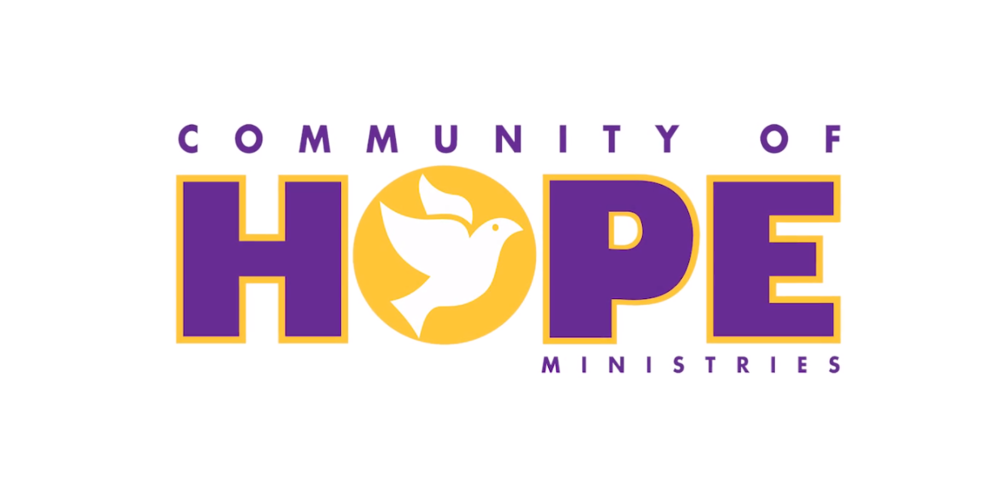 COMMUNITY OF
HOPE
MINISTRIES